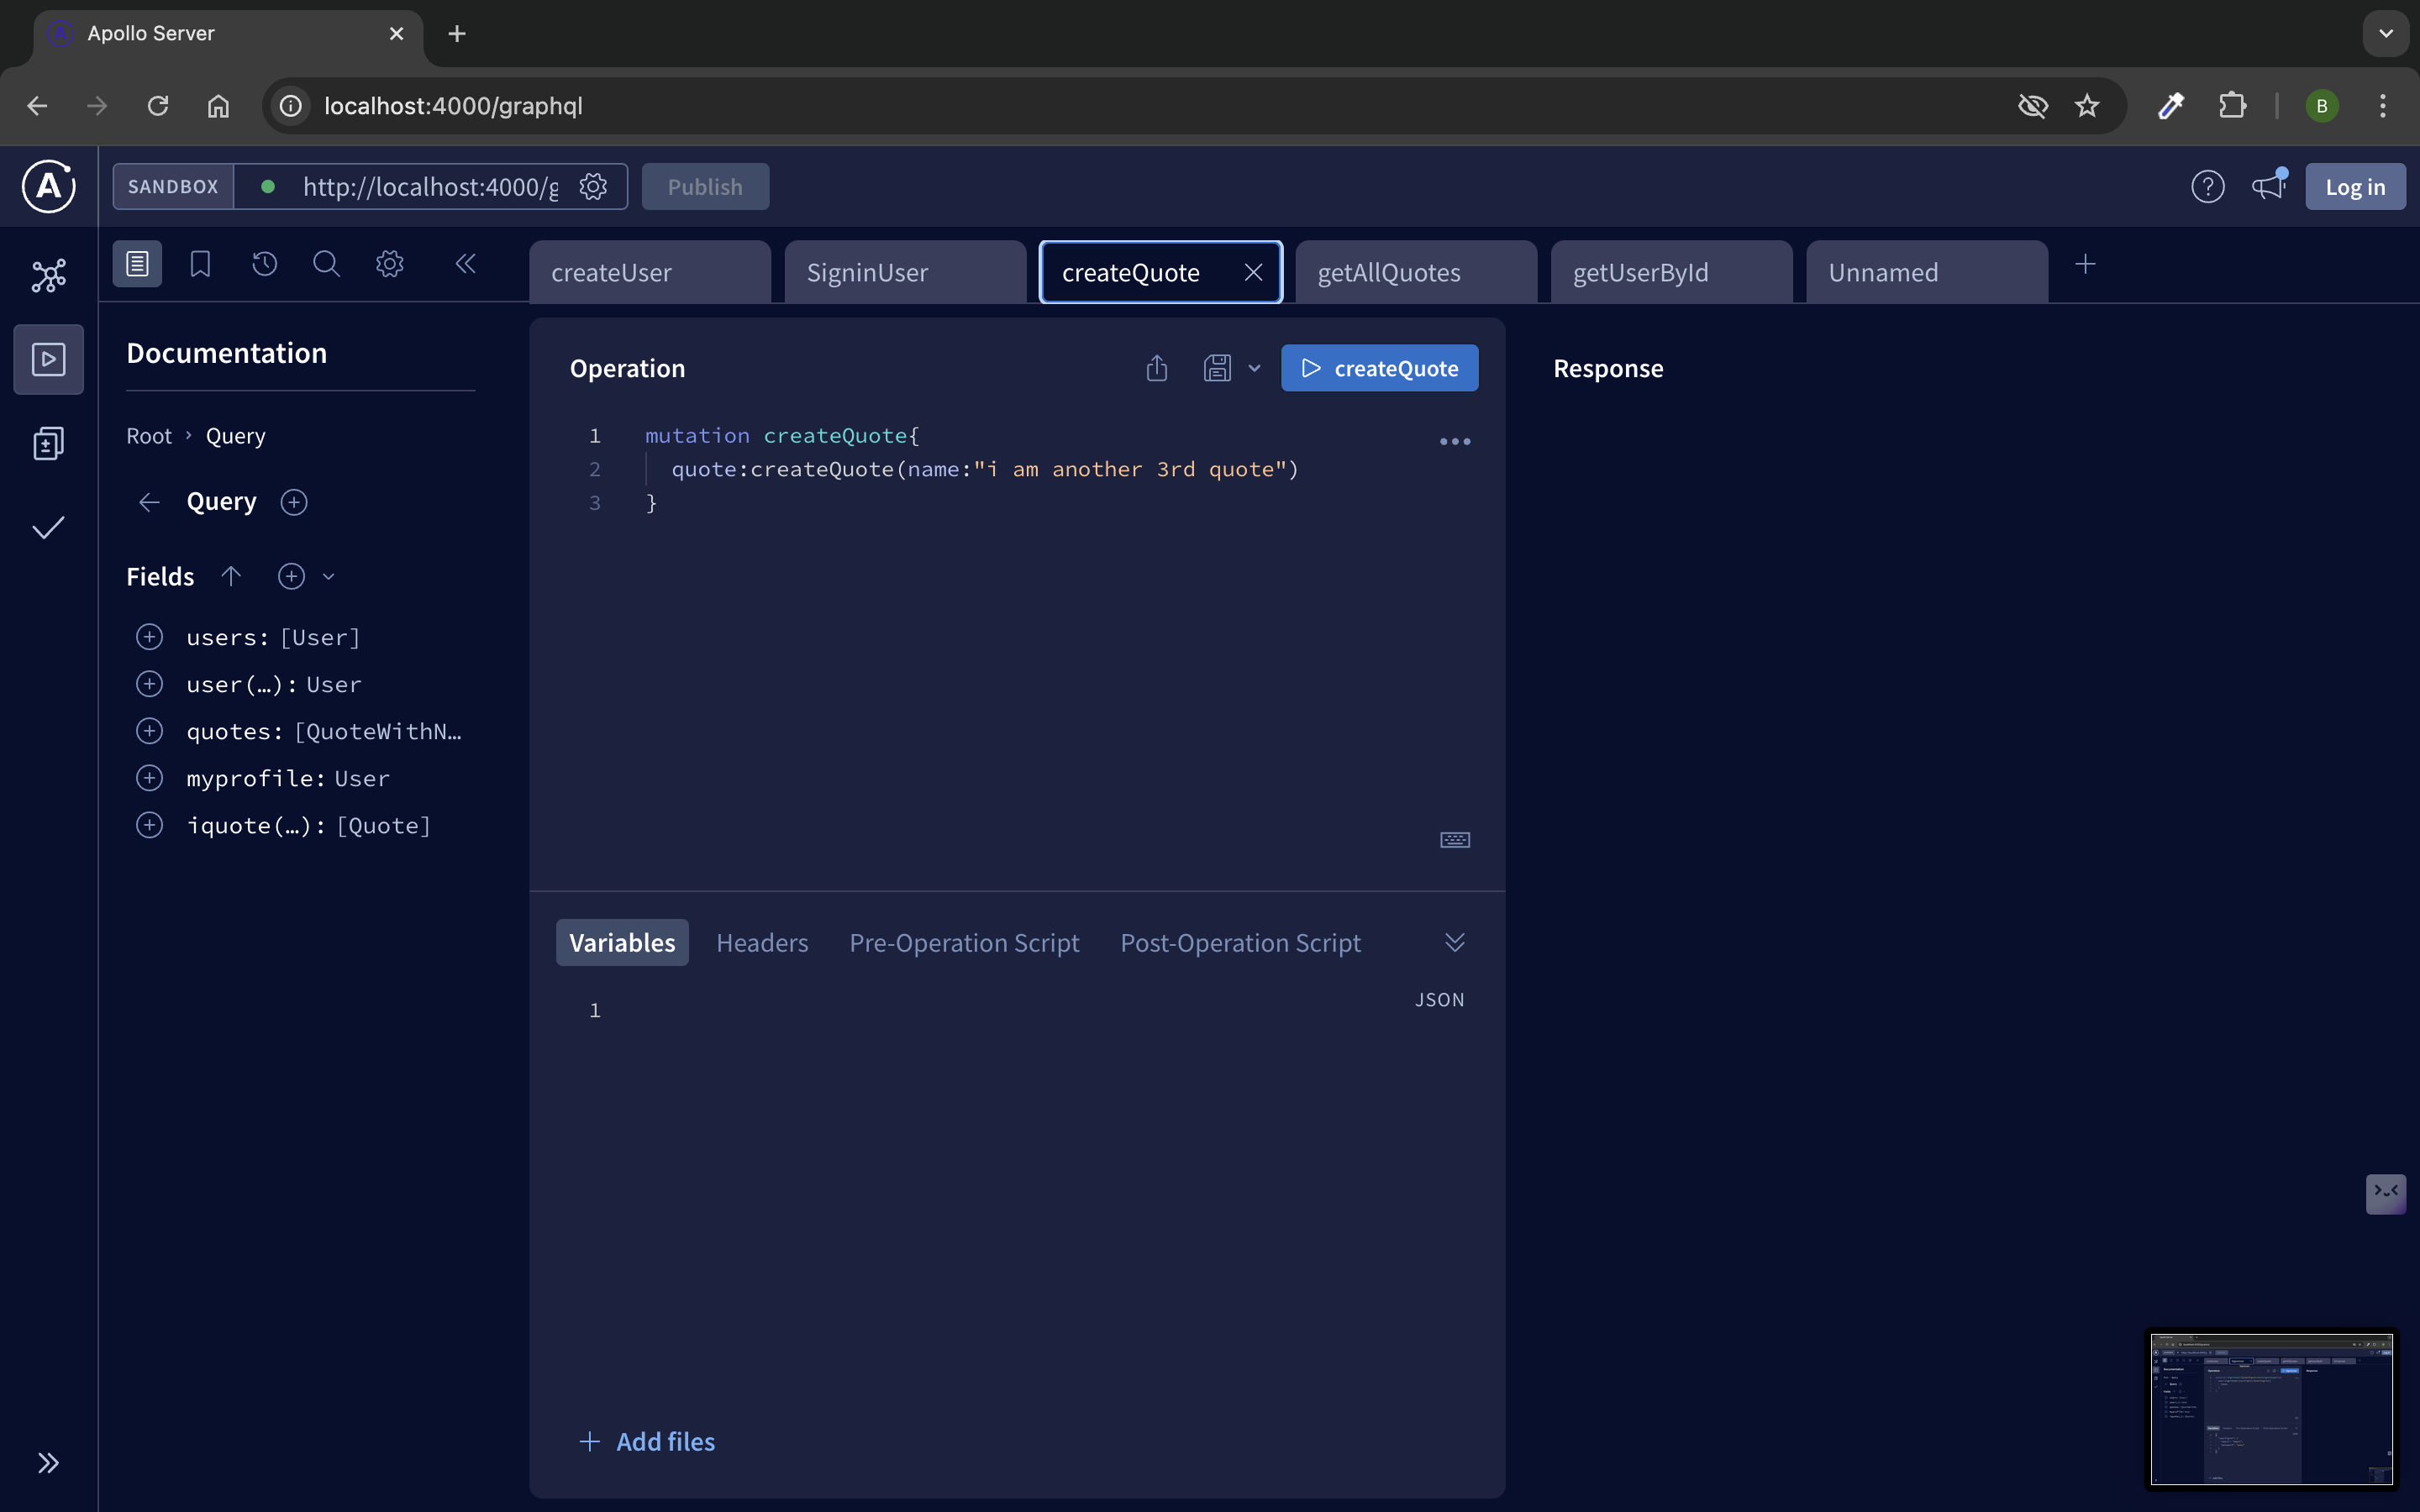 Apollo Server
localhost:4000/graphql
B
SANDBOX http://localhost:4000/g Publish
Log in
createUser SigninUser createQuote getAllQuotes getUserById Unnamed
Documentation
Root › Query
Query
Fields
users: [User]
user(…): User
quotes: [QuoteWithN…
myprofile: User
iquote(…): [Quote]
Operation
createQuote
1 mutation createQuote{
2 quote:createQuote(name:"i am another 3rd quote")
3 }
Variables Headers Pre-Operation Script Post-Operation Script
JSON
1
Add files
Response